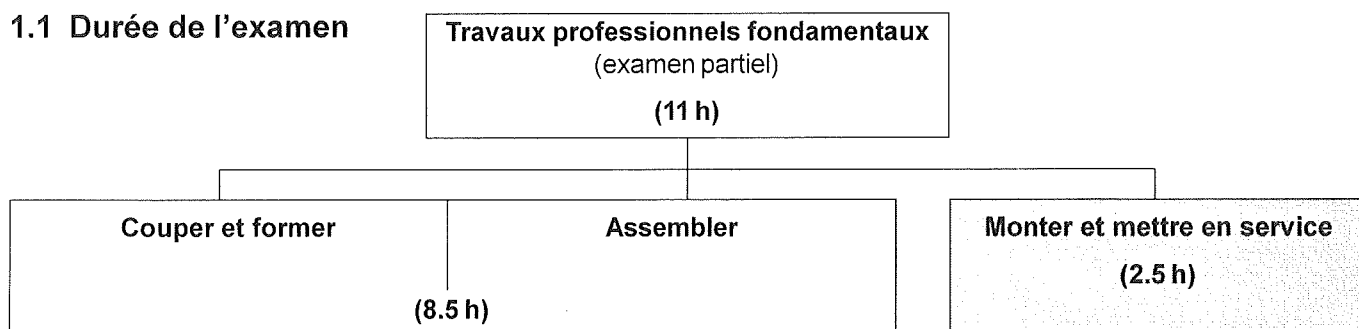 1.1 Durée de l'examen
Travaux professionnels fondamentaux
(examen partiel)
(11 h)
Couper et former
Assembler
(8.5 h)
Monter et mettre en service
(2.5 h)